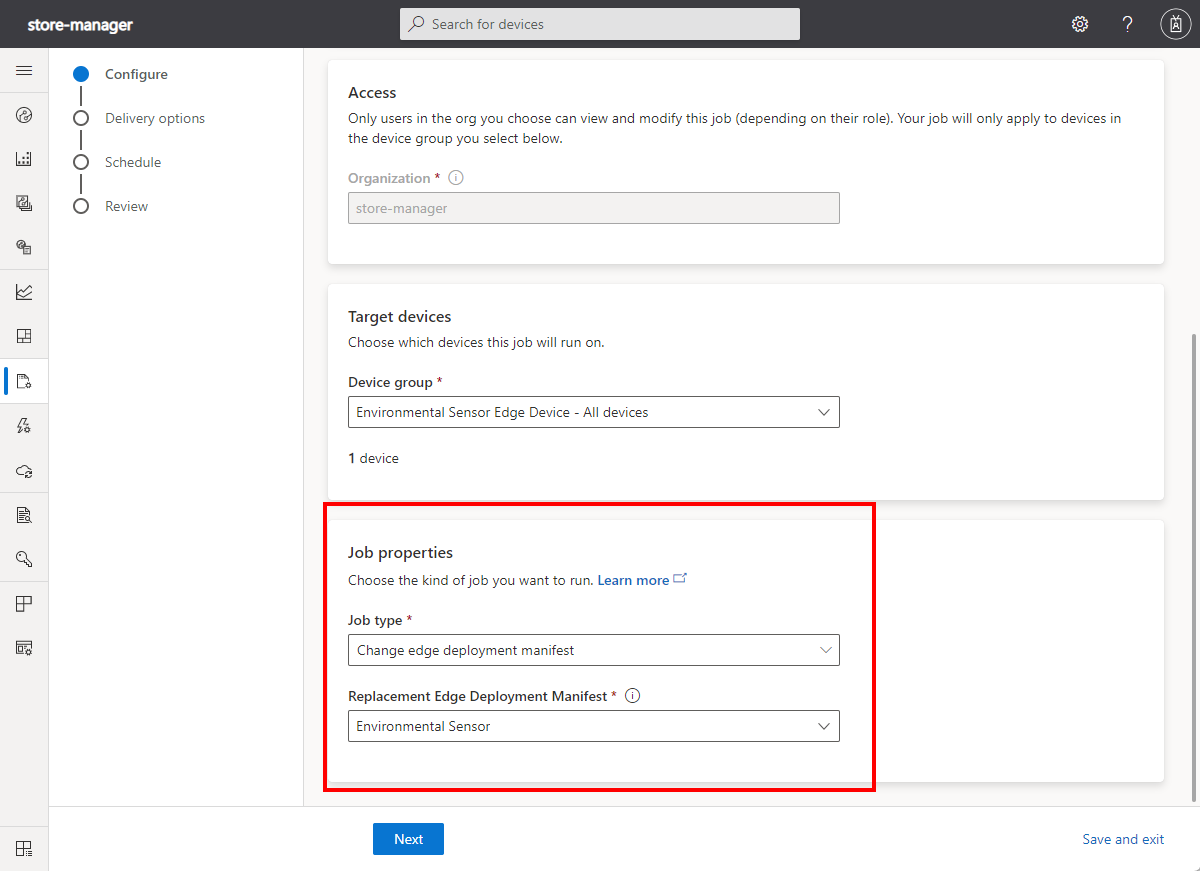 store-manager
Search for devices
?
Configure
Delivery options
Schedule
Review
Access
Only users in the org you choose can view and modify this job (depending on their role). Your job will only apply to devices in
the device group you select below.
Organization *
store-manager
Target devices
Choose which devices this job will run on.
Device group *
Environmental Sensor Edge Device - All devices
1 device
Job properties
Choose the kind of job you want to run. Learn more
Job type *
Change edge deployment manifest
Replacement Edge Deployment Manifest *
Environmental Sensor
Next
Save and exit